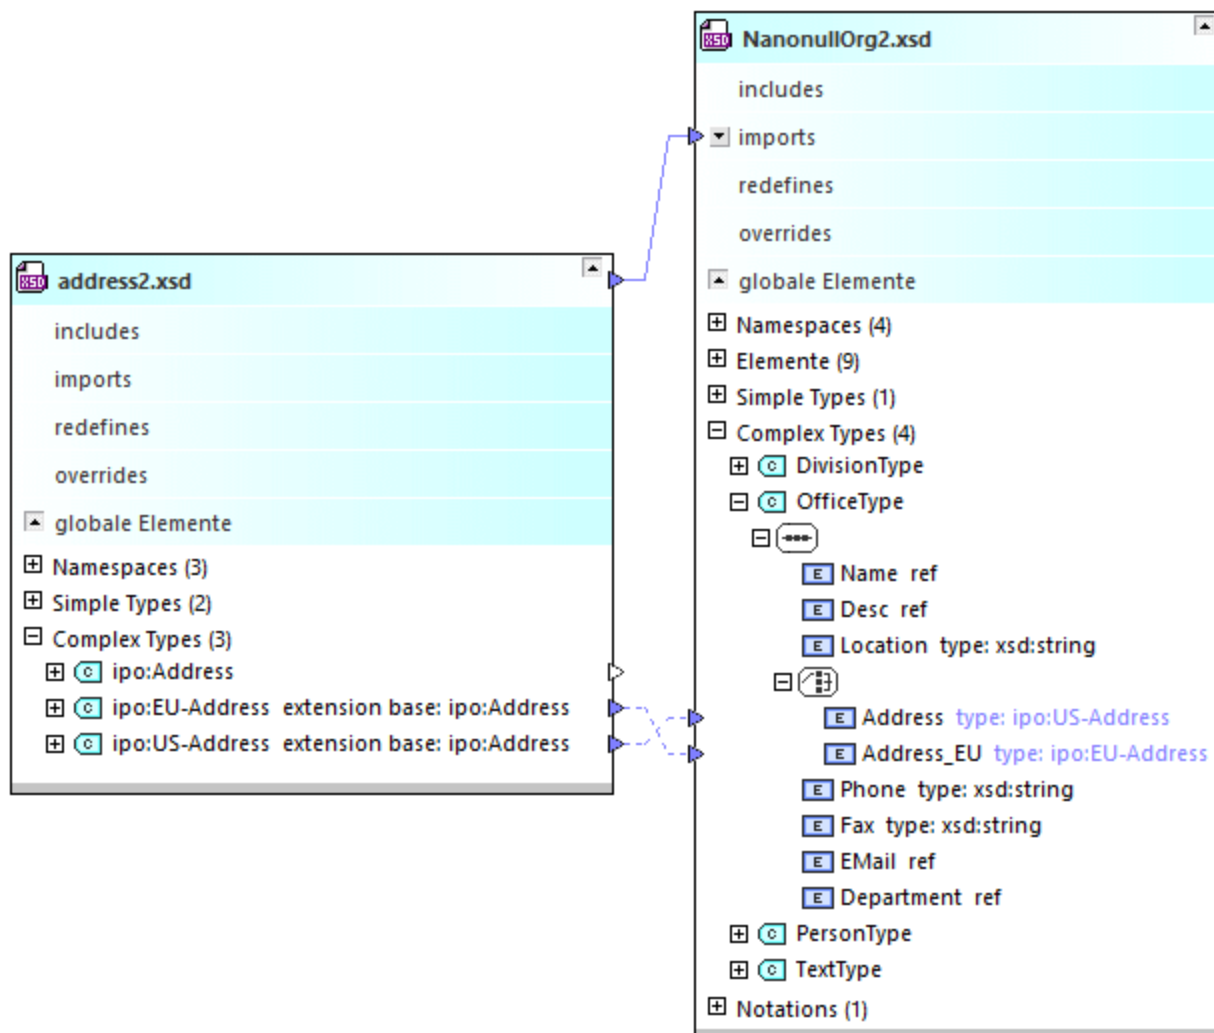 XSD address2.xsd
includes
imports
redefines
overrides
globale Elemente
Namespaces (3)
Simple Types (2)
Complex Types (3)
C ipo:Address
C ipo:EU-Address extension base: ipo:Address
C ipo:US-Address extension base: ipo:Address
XSD NanonullOrg2.xsd
includes
imports
redefines
overrides
globale Elemente
Namespaces (4)
Elemente (9)
Simple Types (1)
Complex Types (4)
C DivisionType
C OfficeType
E Name ref
E Desc ref
E Location type: xsd:string
E Address type: ipo:US-Address
E Address_EU type: ipo:EU-Address
E Phone type: xsd:string
E Fax type: xsd:string
E EMail ref
E Department ref
C PersonType
C TextType
Notations (1)